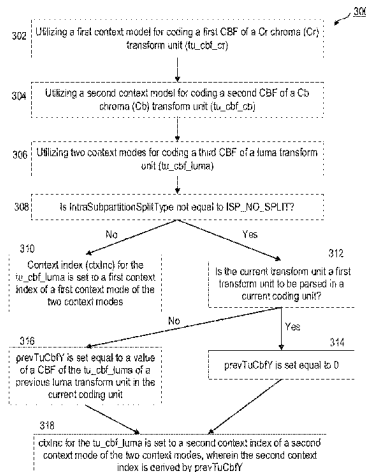 300
302
Utilizing a first context model for coding a first CBF of a Cr chroma (Cr)
transform unit (tu_cbf_cr)
304
Utilizing a second context model for coding a second CBF of a Cb
chroma (Cb) transform unit (tu_cbf_cb)
306
Utilizing two context modes for coding a third CBF of a luma transform
unit (tu_cbf_luma)
308
Is intraSubpartitionSplitType not equal to ISP_NO_SPLIT?
No
Yes
310
Context index (ctxInc) for the
tu_cbf_luma is set to a first context
index of a first context mode of the
two context modes
312
Is the current transform unit a first
transform unit to be parsed in a
current coding unit?
No
Yes
316
prevTuCbfY is set equal to a value
of a CBF of the tu_cbf_luma of a
previous luma transform unit in the
current coding unit
314
prevTuCbfY is set equal to 0
318
ctxInc for the tu_cbf_luma is set to a second context index of a second
context mode of the two context modes, wherein the second context
index is derived by prevTuCbfY